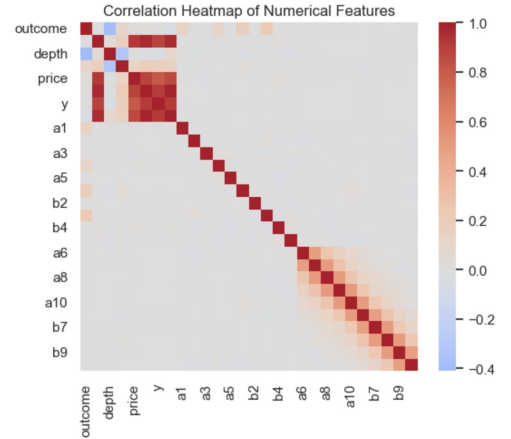 Correlation Heatmap of Numerical Features
outcome
depth
price
y
a1
a3
a5
b2
b4
a6
a8
a10
b7
b9
outcome
depth
price
y
a1
a3
a5
b2
b4
a6
a8
a10
b7
b9
1.0
0.8
0.6
0.4
0.2
0.0
−0.2
−0.4